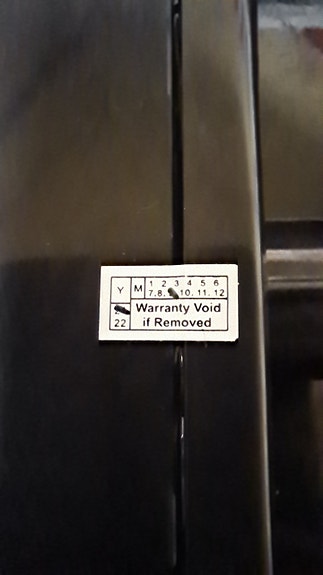 Y M 1 2 3 4 5 6
7. 8. 10. 11. 12
22 Warranty Void
if Removed